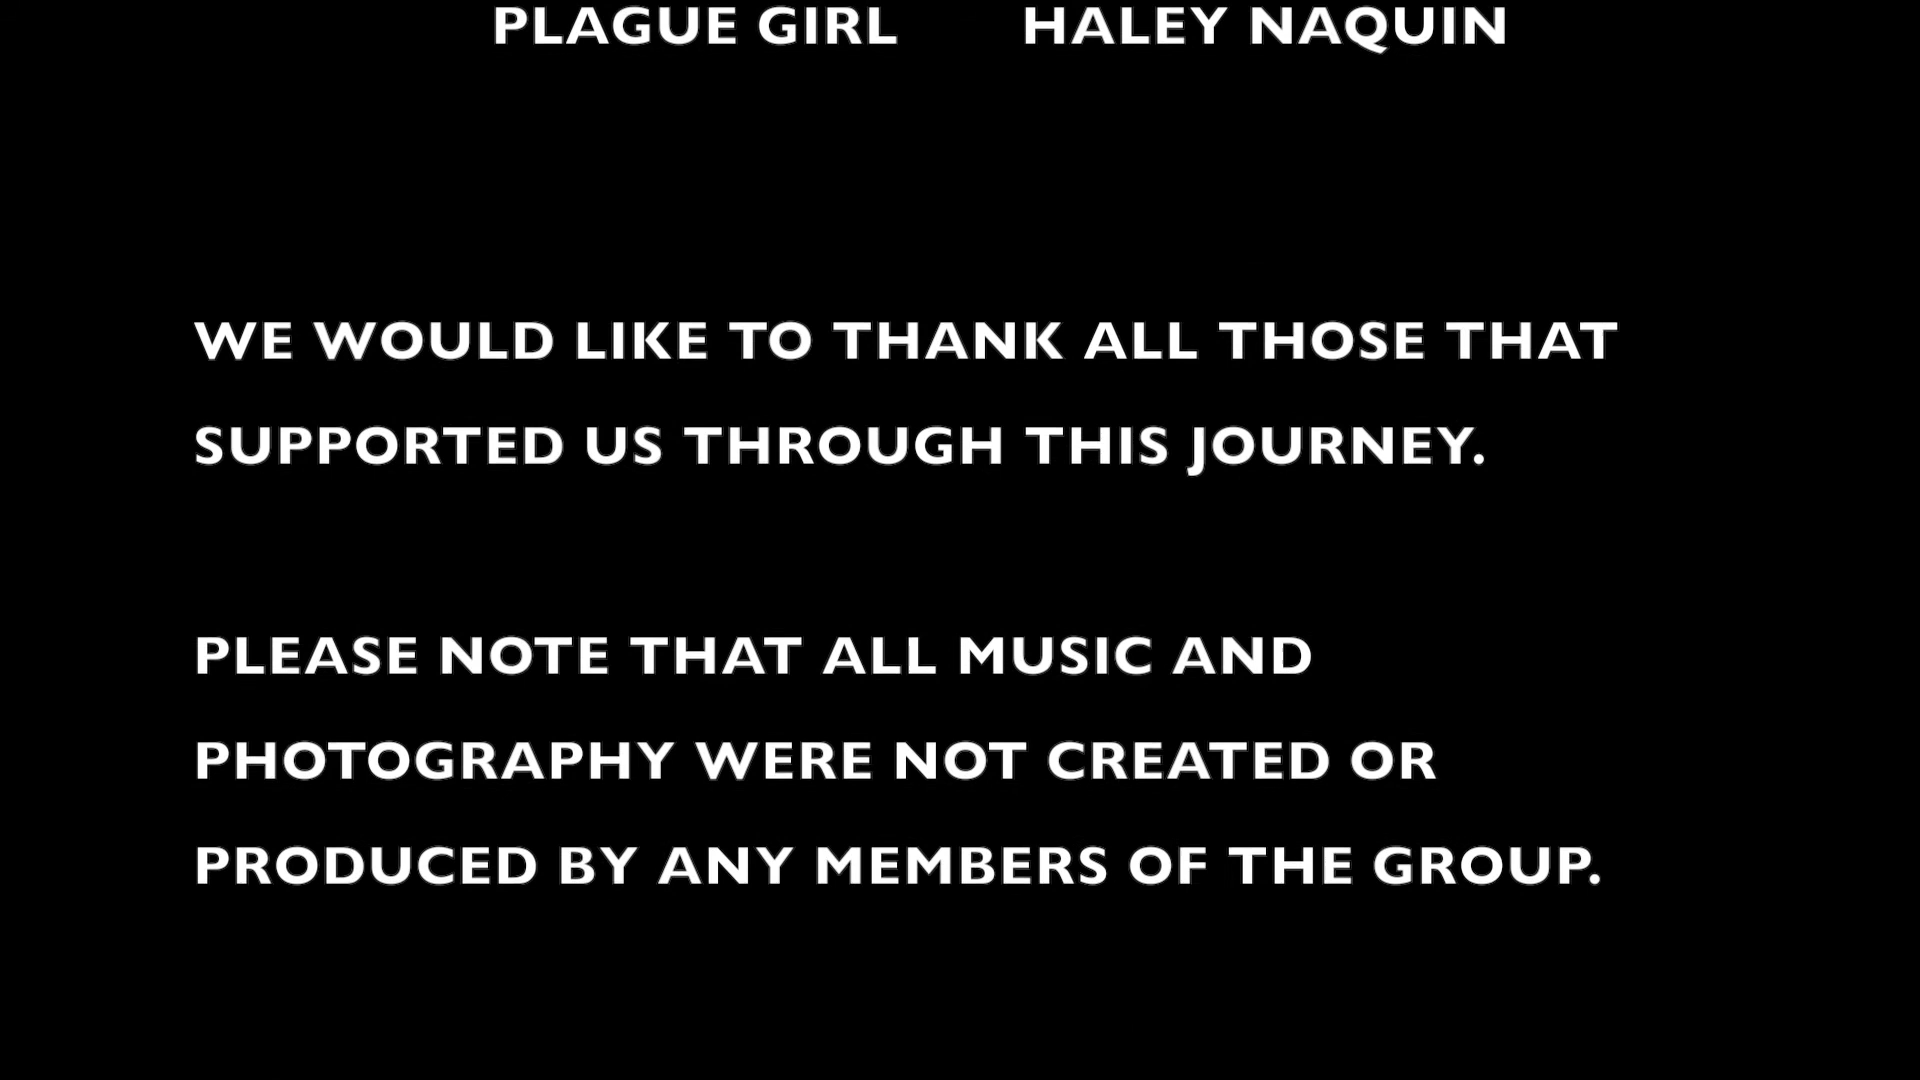 PLAGUE GIRL HALEY NAQUIN
WE WOULD LIKE TO THANK ALL THOSE THAT
SUPPORTED US THROUGH THIS JOURNEY.
PLEASE NOTE THAT ALL MUSIC AND
PHOTOGRAPHY WERE NOT CREATED OR
PRODUCED BY ANY MEMBERS OF THE GROUP.